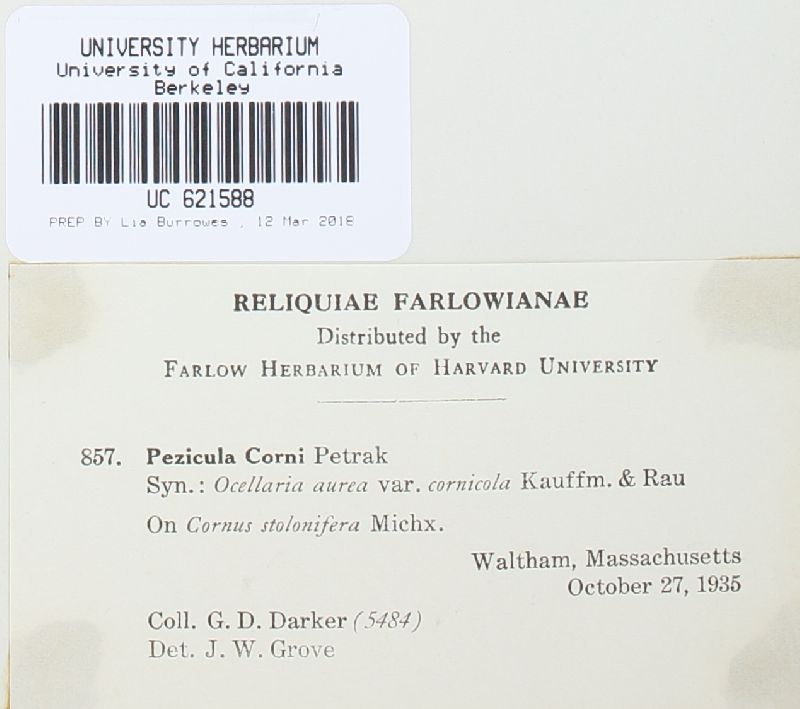 UNIVERSITY HERBARIUM
University of California
Berkeley
UC 621588
PREP BY Lia Burrowes , 12 Mar 2018
RELIQUIAE FARLOWIANAE
Distributed by the
FARLOW HERBARIUM OF HARVARD UNIVERSITY
857. Pezicula Corni Petrak
Syn.: Ocellaria aurea var. cornicola Kauffm. & Rau
On Cornus stolonifera Michx.
Waltham, Massachusetts
October 27, 1935
Coll. G. D. Darker (5484)
Det. J. W. Grove